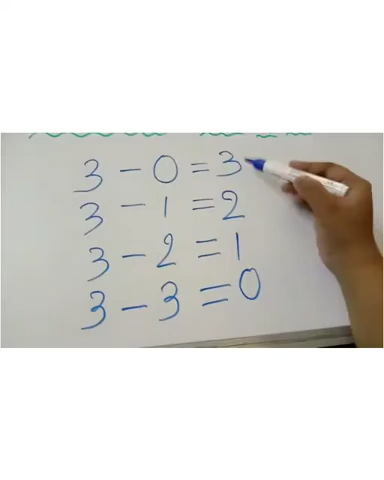 3 - 0 = 3
3 - 1 = 2
3 - 2 = 1
3 - 3 = 0